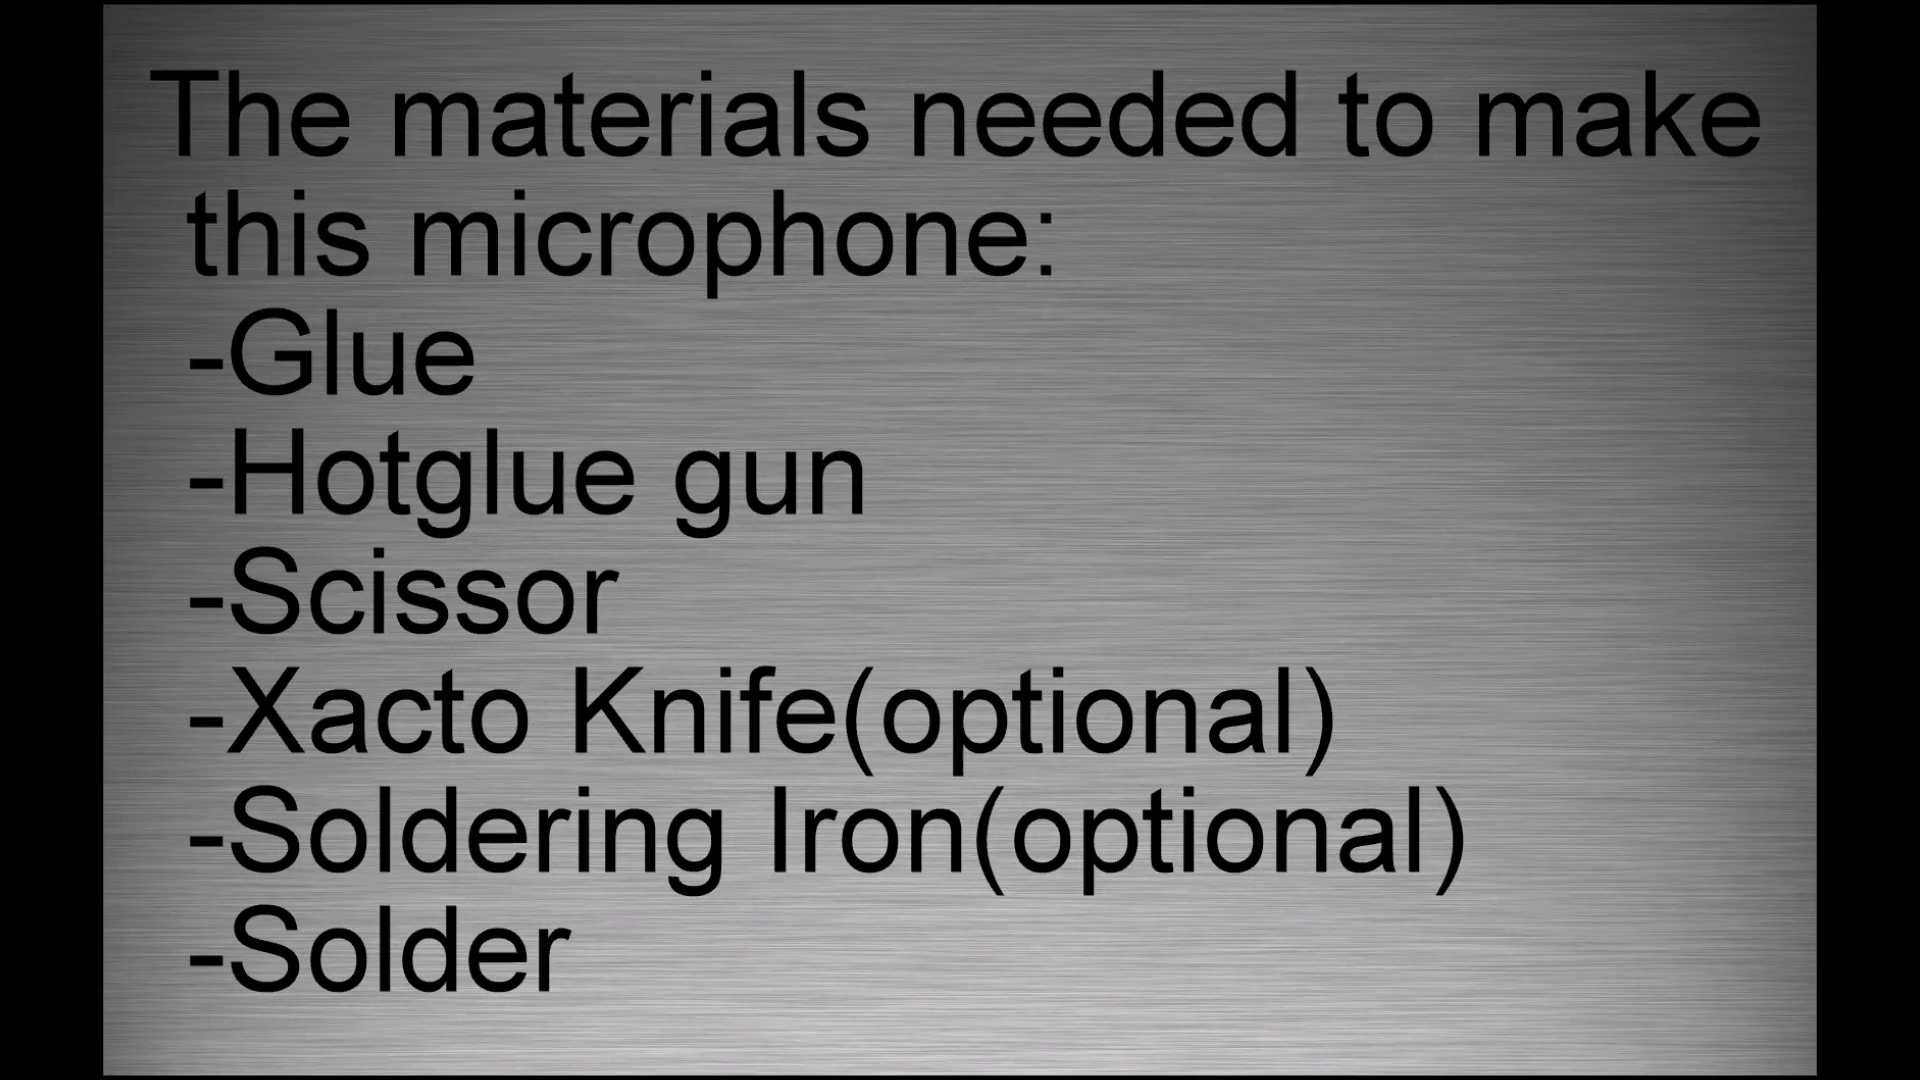 The materials needed to make
this microphone:
-Glue
-Hotglue gun
-Scissor
-Xacto Knife(optional)
-Soldering Iron(optional)
-Solder